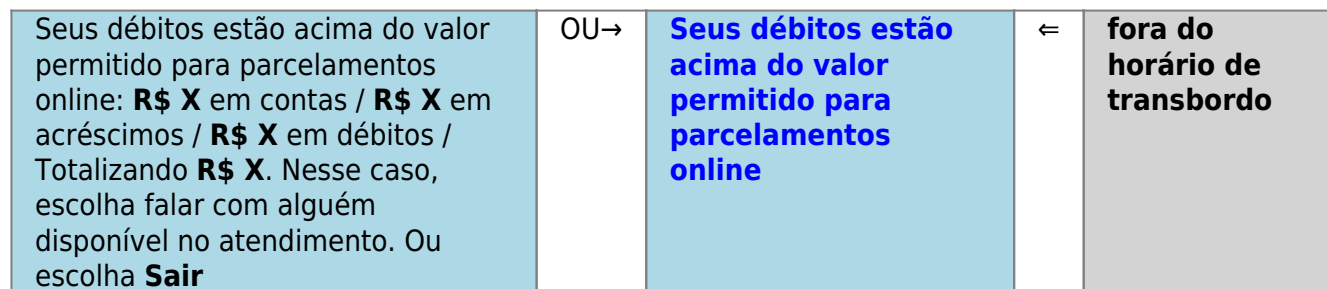 Seus débitos estão acima do valor
permitido para parcelamentos
online: R$ X em contas / R$ X em
acréscimos / R$ X em débitos /
Totalizando R$ X. Nesse caso,
escolha falar com alguém
disponível no atendimento. Ou
escolha Sair
OU→
Seus débitos estão
acima do valor
permitido para
parcelamentos
online
⇐
fora do
horário de
transbordo